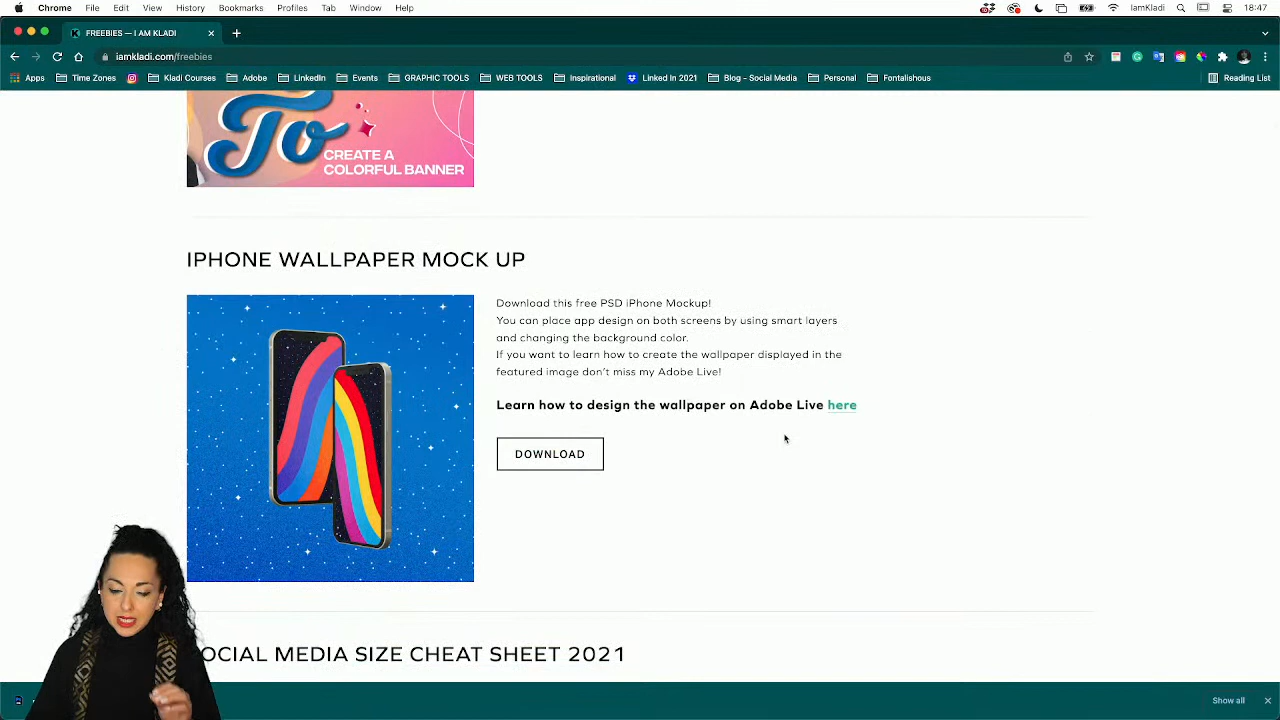 Chrome File Edit View History Bookmarks Profiles Tab Window Help IamKladi 18:47
FREEBIES — I AM KLADI
iamkladi.com/freebies
Apps Time Zones Kladi Courses Adobe LinkedIn Events GRAPHIC TOOLS WEB TOOLS Inspirational Linked In 2021 Blog - Social Media Personal Fontalishous Reading List
To
CREATE A
COLORFUL BANNER
IPHONE WALLPAPER MOCK UP
Download this free PSD iPhone Mockup!
You can place app design on both screens by using smart layers
and changing the background color.
If you want to learn how to create the wallpaper displayed in the
featured image don't miss my Adobe Live!
Learn how to design the wallpaper on Adobe Live here
DOWNLOAD
OCIAL MEDIA SIZE CHEAT SHEET 2021
Show all